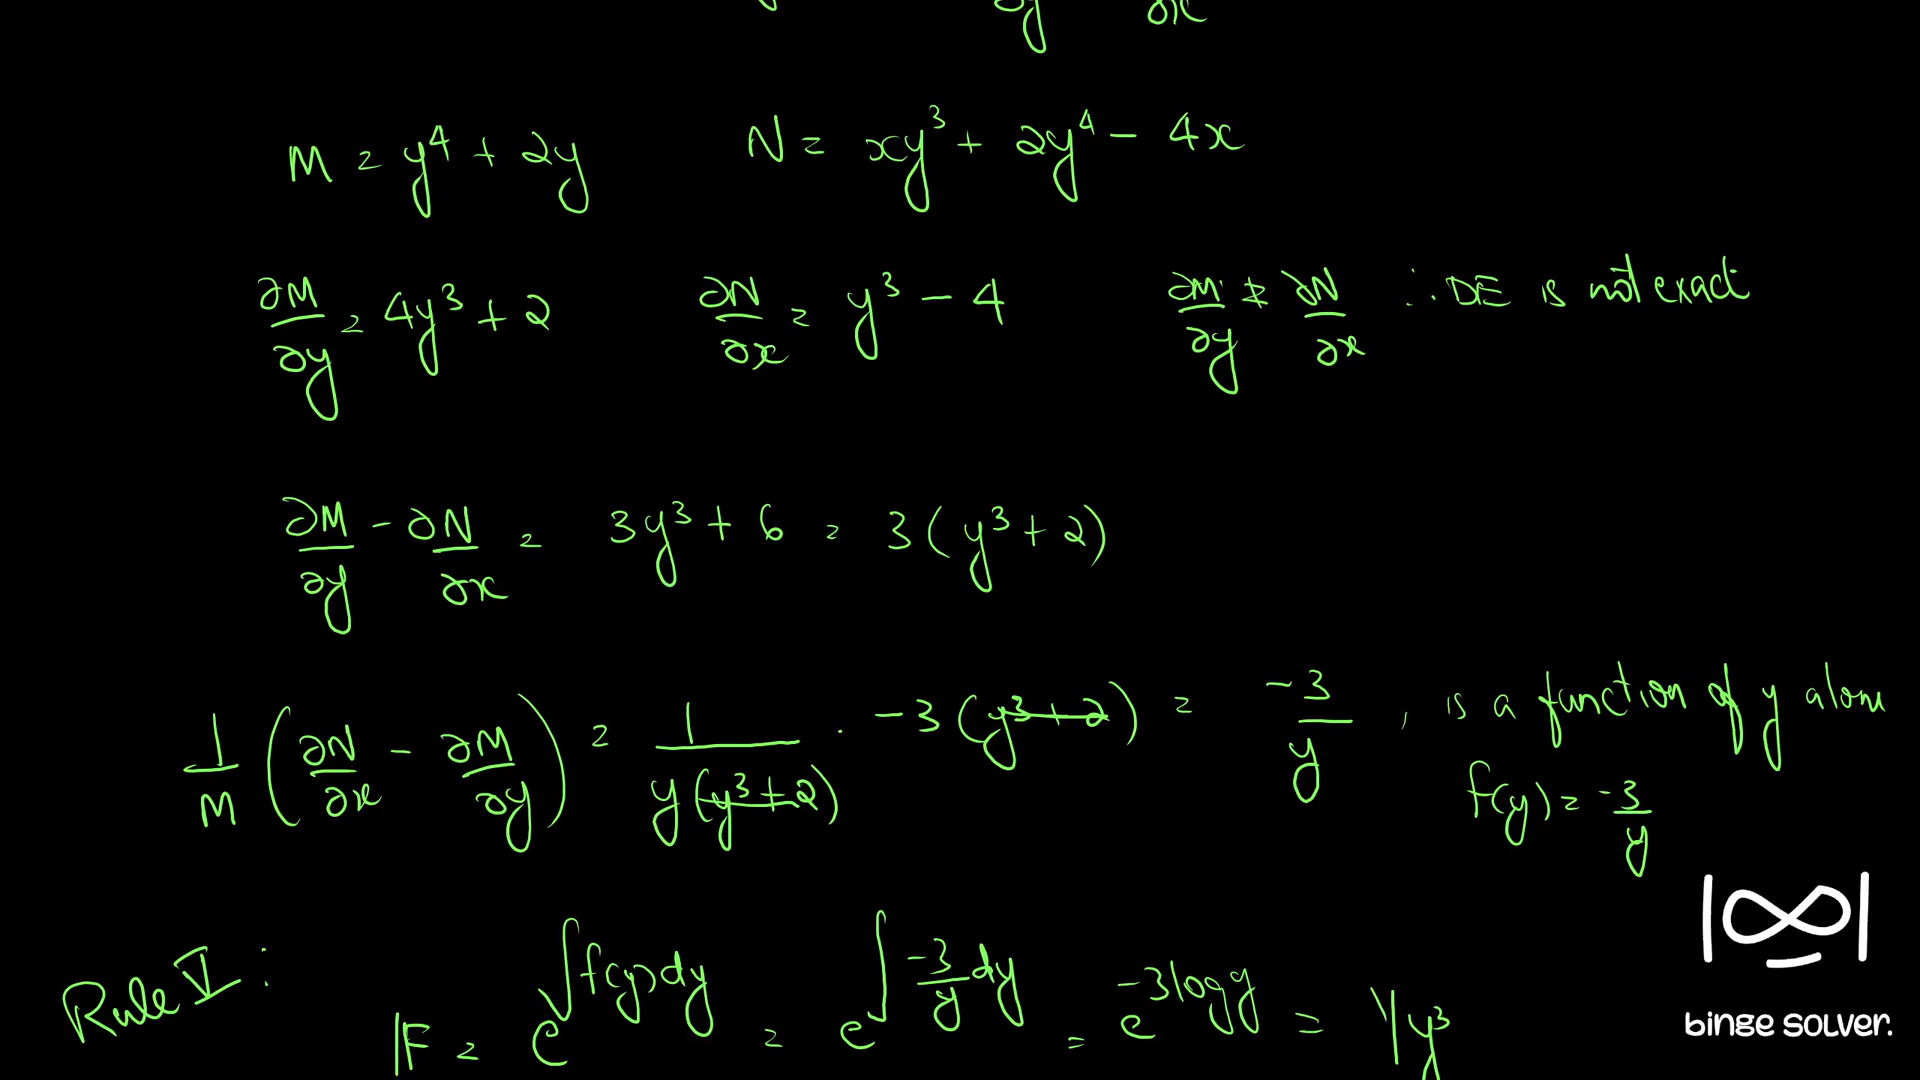 ∂y ∂x
M = y⁴ + 2y N = xy³ + 2y⁴ - 4x
∂M/∂y = 4y³ + 2 ∂N/∂x = y³ - 4 ∂M/∂y ≠ ∂N/∂x ∴ DE is not exact
∂M/∂y - ∂N/∂x = 3y³ + 6 = 3(y³ + 2)
1/M (∂N/∂x - ∂M/∂y) = 1/y(y³+2) · -3(y³+2) = -3/y , is a function of y alone
f(y) = -3/y
Rule V :
IF = e^∫f(y)dy = e^∫-3/y dy = e^-3logy = 1/y³
binge solver.